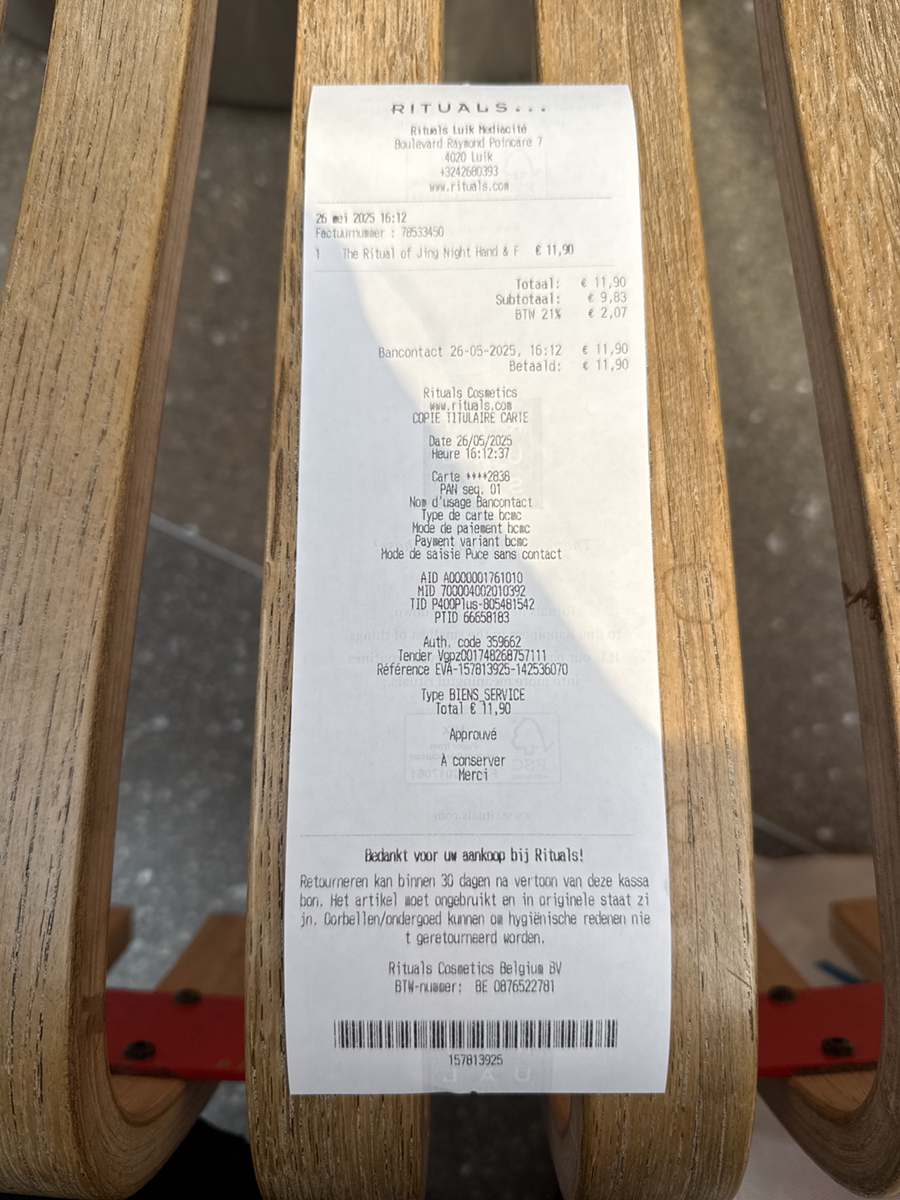 RITUALS...
Rituals Luik Mediacité
Boulevard Raymond Poincaré 7
4020 Luik
+3242680393
www.rituals.com
26 mei 2025 16:12
Factuurnummer : 78533450
1 The Ritual of Jing Night Hand & F € 11,90
Totaal: € 11,90
Subtotaal: € 9,83
BTW 21% € 2,07
Bancontact 26-05-2025, 16:12 € 11,90
Betaald: € 11,90
Rituals Cosmetics
www.rituals.com
COPIE TITULAIRE CARTE
Date 26/05/2025
Heure 16:12:37
Carte ****2836
PAN seq. 01
Nom d'usage Bancontact
Type de carte bcmc
Mode de paiement bcmc
Payment variant bcmc
Mode de saisie Puce sans contact
AID A0000001761010
MID 700004002010392
TID P400Plus-805481542
PTID 66658183
Auth. code 359662
Tender Vgpz001748268757111
Référence EVA-157813925-142536070
Type BIENS_SERVICE
Total € 11,90
Approuvé
A conserver
Merci
Bedankt voor uw aankoop bij Rituals!
Retourneren kan binnen 30 dagen na vertoon van deze kassa
bon. Het artikel moet ongebruikt en in originele staat zi
jn. Oorbellen/ondergoed kunnen om hygiënische redenen nie
t geretourneerd worden.
Rituals Cosmetics Belgium BV
BTW-nummer: BE 0876522781
157813925